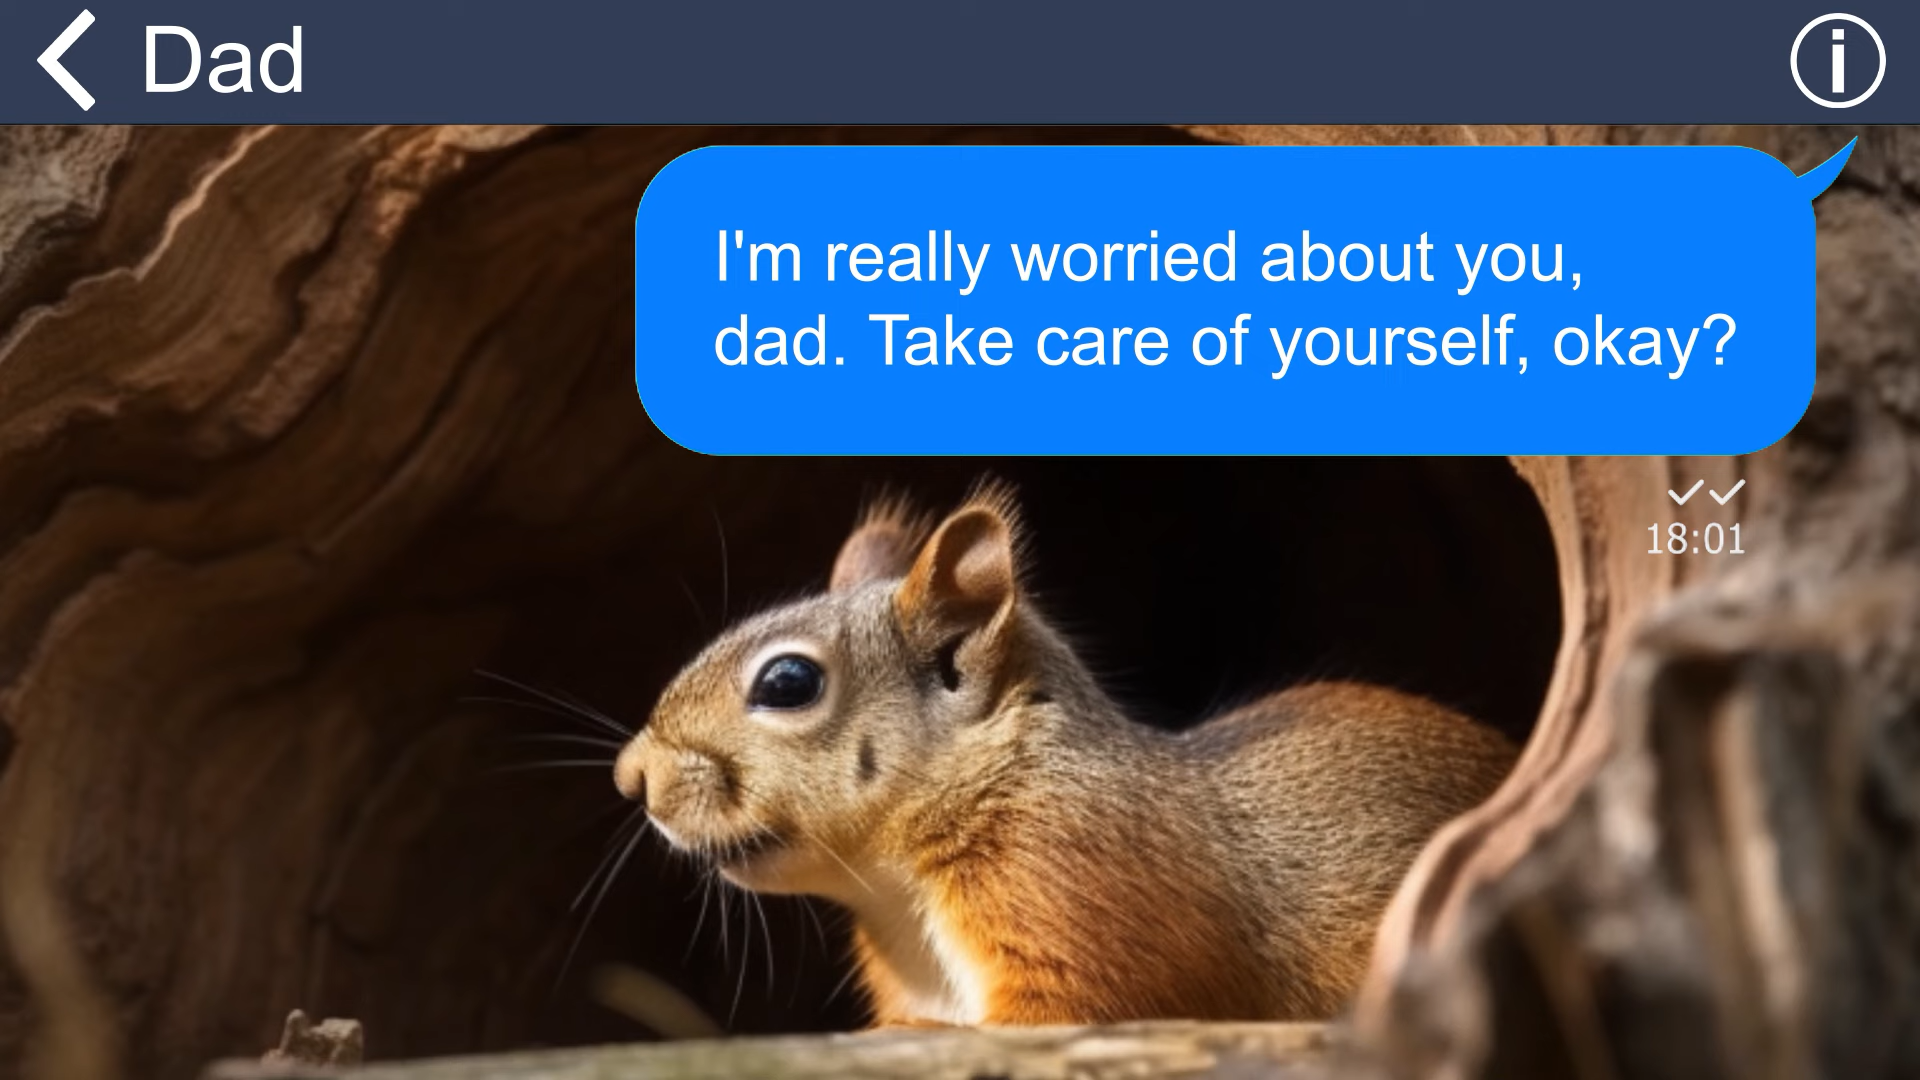 Dad
I'm really worried about you,
dad. Take care of yourself, okay?
18:01